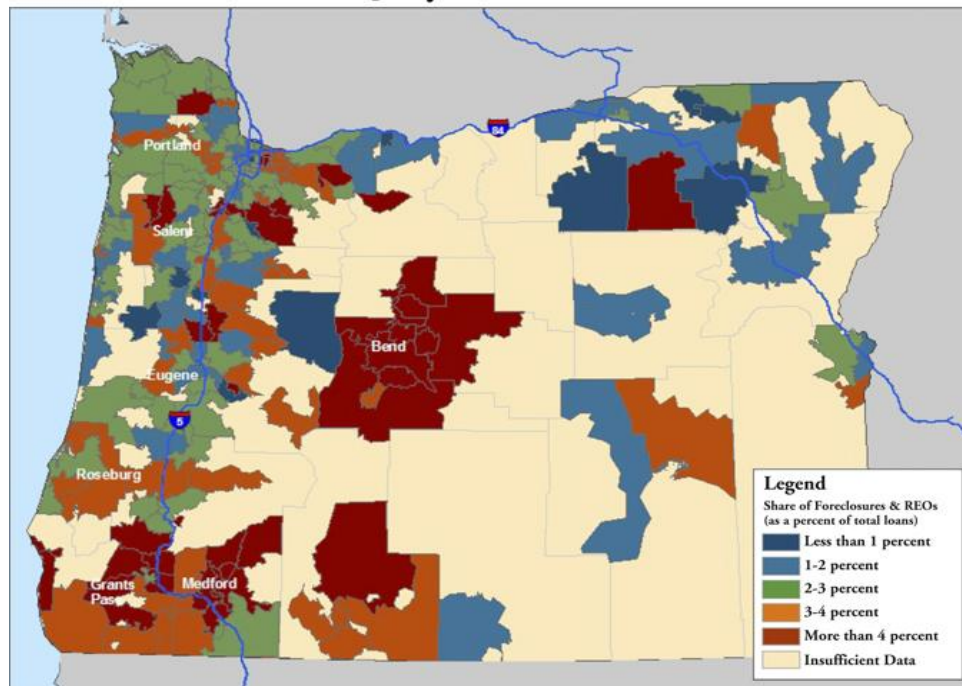 84
Portland
Salem
Bend
Eugene
5
Roseburg
Grants
Medford
Legend
Share of Foreclosures & REOs
(as a percent of total loans)
Less than 1 percent
1-2 percent
2-3 percent
3-4 percent
More than 4 percent
Insufficient Data